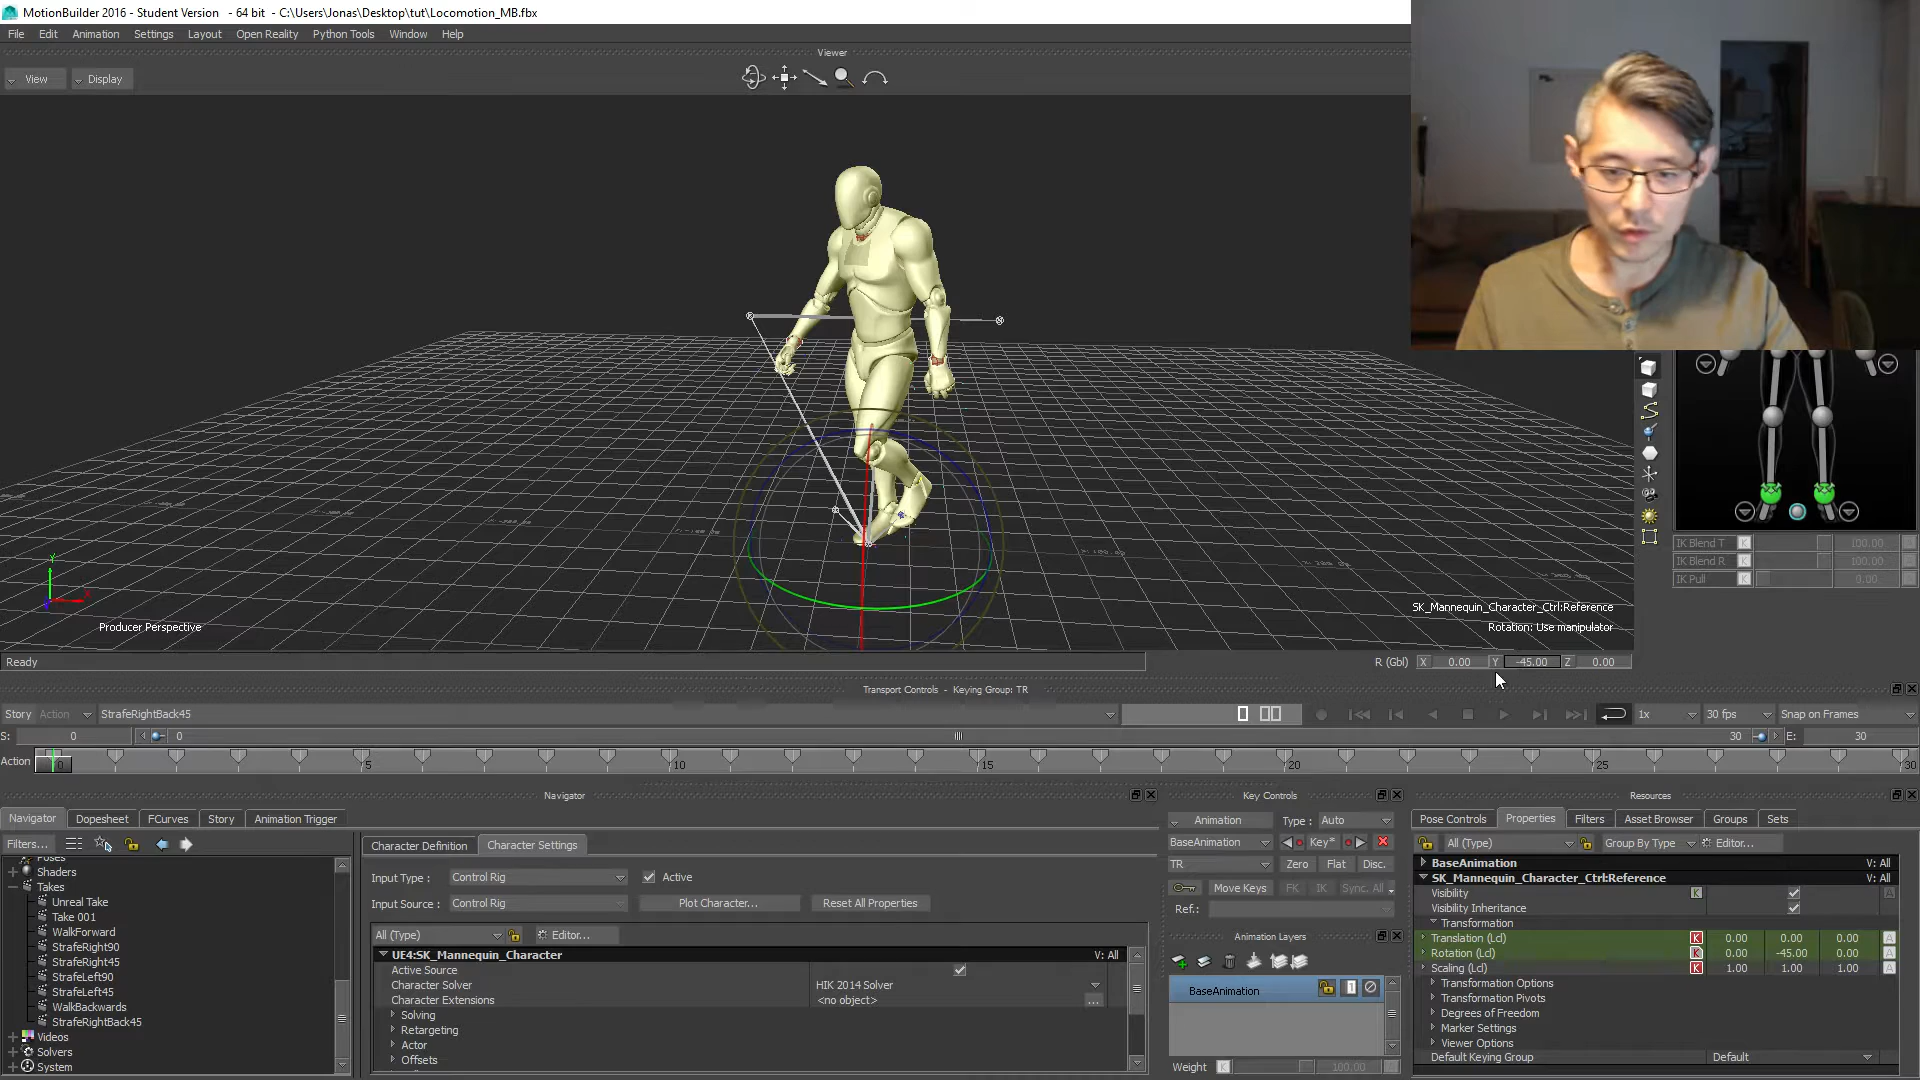 MotionBuilder 2016 - Student Version - 64 bit - C:\Users\Jonas\Desktop\tut\Locomotion_MB.fbx
File Edit Animation Settings Layout Open Reality Python Tools Window Help
Viewer
View Display
IK Blend T K 100.00
IK Blend R K 100.00
IK Pull K 0.00
Y
X
Z
Producer Perspective
SK_Mannequin_Character_Ctrl:Reference
Rotation: Use manipulator
Ready
R (Gbl) X 0.00 Y -45.00 Z 0.00
Transport Controls - Keying Group: TR
Story Action StrafeRightBack45 1x 30 fps Snap on Frames
S: 0 0 30 E: 30
Action 0 5 10 15 20 25 30
Navigator
Navigator Dopesheet FCurves Story Animation Trigger
Filters...
Poses
Shaders
Takes
Unreal Take
Take 001
WalkForward
StrafeRight90
StrafeRight45
StrafeLeft90
StrafeLeft45
WalkBackwards
StrafeRightBack45
Videos
Solvers
System
Character Definition Character Settings
Input Type : Control Rig Active
Input Source : Control Rig Plot Character... Reset All Properties
All (Type) Editor...
UE4:SK_Mannequin_Character V: All
Active Source
Character Solver HIK 2014 Solver
Character Extensions <no object> ...
Solving
Retargeting
Actor
Offsets
Key Controls
Animation Type : Auto
BaseAnimation Key*
TR Zero Flat Disc.
Move Keys FK IK Sync. All
Ref.:
Animation Layers
BaseAnimation 1
Weight K 100.00
Resources
Pose Controls Properties Filters Asset Browser Groups Sets
All (Type) Group By Type Editor...
BaseAnimation V: All
SK_Mannequin_Character_Ctrl:Reference V: All
Visibility K A
Visibility Inheritance
Transformation
Translation (Lcl) K 0.00 0.00 0.00 A
Rotation (Lcl) K 0.00 -45.00 0.00 A
Scaling (Lcl) K 1.00 1.00 1.00 A
Transformation Options
Transformation Pivots
Degrees of Freedom
Marker Settings
Viewer Options
Default Keying Group Default